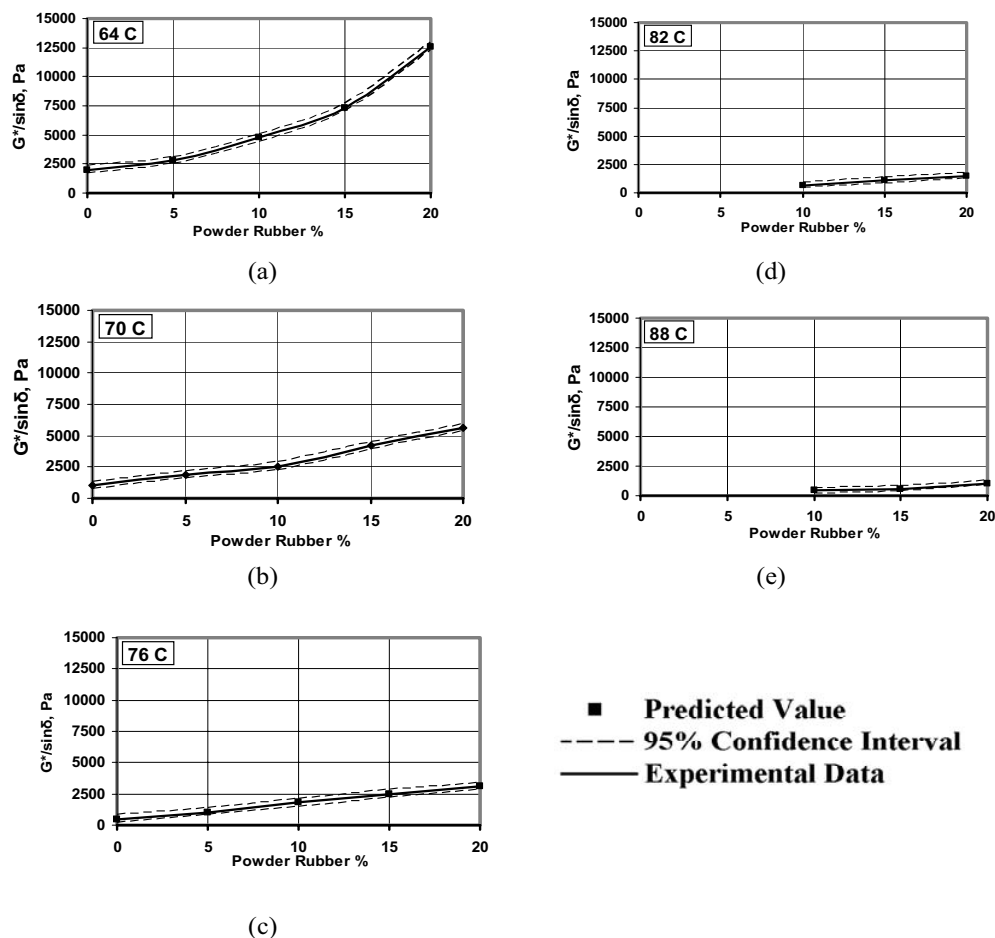 64 C
G*/sinδ, Pa
15000
12500
10000
7500
5000
2500
0
0 5 10 15 20
Powder Rubber %
(a)
82 C
G*/sinδ, Pa
15000
12500
10000
7500
5000
2500
0
0 5 10 15 20
Powder Rubber %
(d)
70 C
G*/sinδ, Pa
15000
12500
10000
7500
5000
2500
0
0 5 10 15 20
Powder Rubber %
(b)
88 C
G*/sinδ, Pa
15000
12500
10000
7500
5000
2500
0
0 5 10 15 20
Powder Rubber %
(e)
76 C
G*/sinδ, Pa
15000
12500
10000
7500
5000
2500
0
0 5 10 15 20
Powder Rubber %
(c)
Predicted Value
95% Confidence Interval
Experimental Data